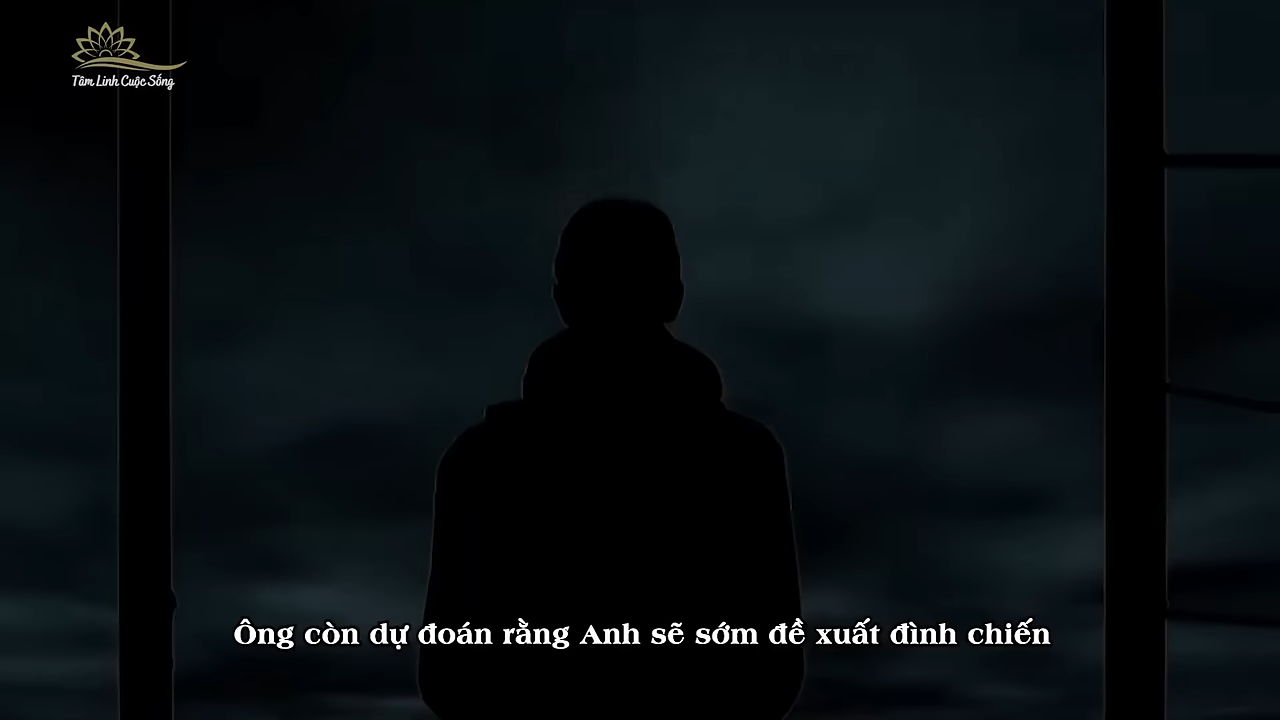 Tâm Linh Cuộc Sống
Ông còn dự đoán rằng Anh sẽ sớm đề xuất đình chiến